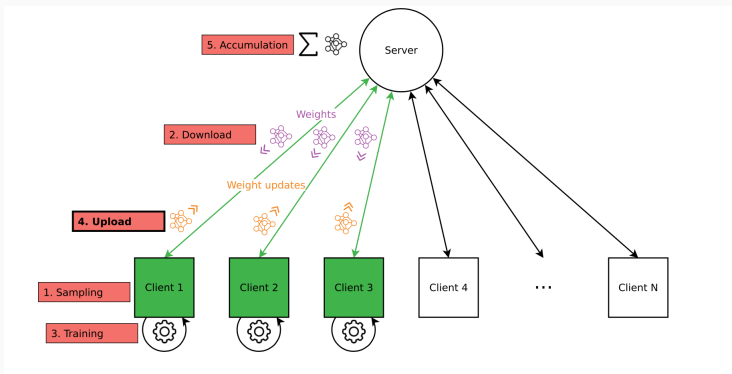 5. Accumulation
Server
Weights
2. Download
Weight updates
4. Upload
1. Sampling
Client 1
Client 2
Client 3
Client 4
...
Client N
3. Training